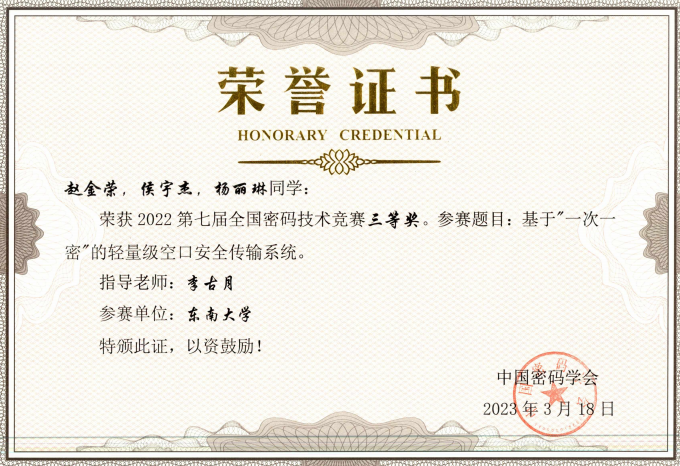 荣誉证书
HONORARY CREDENTIAL
赵金荣，侯宇杰，杨丽琳同学：
荣获 2022 第七届全国密码技术竞赛三等奖。参赛题目：基于"一次一
密"的轻量级空口安全传输系统。
指导老师：李古月
参赛单位：东南大学
特颁此证，以资鼓励！
中国密码学会
2023 年 3 月 18 日